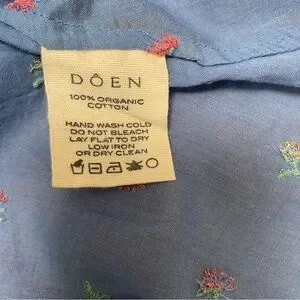 DÔEN
100% ORGANIC
COTTON
HAND WASH COLD
DO NOT BLEACH
LAY FLAT TO DRY
LOW IRON
OR DRY CLEAN